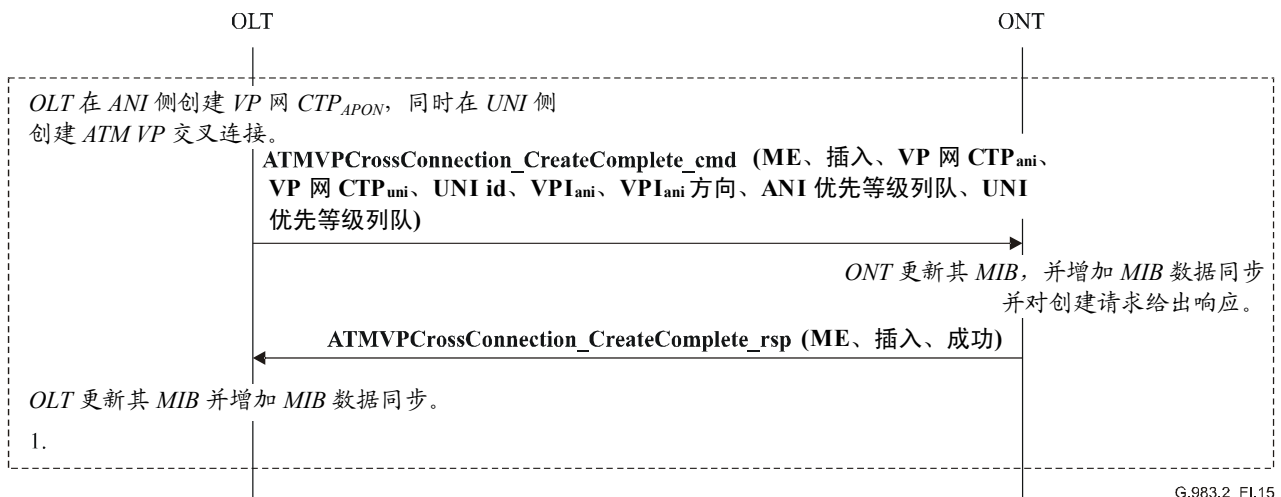 OLT
ONT
OLT 在 ANI 侧创建 VP 网 CTPAPON，同时在 UNI 侧
创建 ATM VP 交叉连接。
ATMVPCrossConnection_CreateComplete_cmd (ME、插入、VP 网 CTPani、
VP 网 CTPuni、UNI id、VPIani、VPIani 方向、ANI 优先等级列队、UNI
优先等级列队)
ONT 更新其 MIB，并增加 MIB 数据同步
并对创建请求给出响应。
ATMVPCrossConnection_CreateComplete_rsp (ME、插入、成功)
OLT 更新其 MIB 并增加 MIB 数据同步。
1.
G.983.2_FI.15